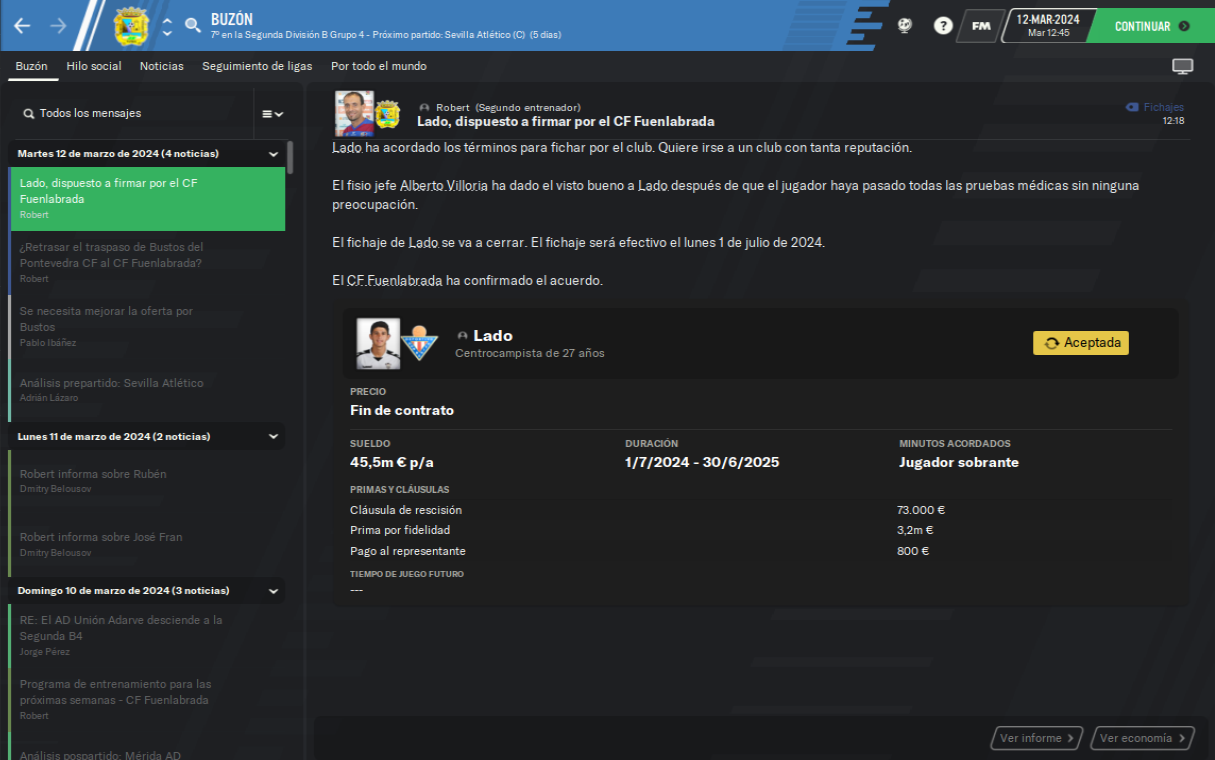 BUZÓN
7º en la Segunda División B Grupo 4 - Próximo partido: Sevilla Atlético (C) (5 días)
?
FM
12-MAR-2024
Mar 12:45
CONTINUAR
Buzón Hilo social Noticias Seguimiento de ligas Por todo el mundo
Todos los mensajes
Martes 12 de marzo de 2024 (4 noticias)
Lado, dispuesto a firmar por el CF
Fuenlabrada
Robert
¿Retrasar el traspaso de Bustos del
Pontevedra CF al CF Fuenlabrada?
Robert
Se necesita mejorar la oferta por
Bustos
Pablo Ibáñez
Análisis prepartido: Sevilla Atlético
Adrián Lázaro
Lunes 11 de marzo de 2024 (2 noticias)
Robert informa sobre Rubén
Dmitry Belousov
Robert informa sobre José Fran
Dmitry Belousov
Domingo 10 de marzo de 2024 (3 noticias)
RE: El AD Unión Adarve desciende a la
Segunda B4
Jorge Pérez
Programa de entrenamiento para las
próximas semanas - CF Fuenlabrada
Robert
Análisis pospartido: Mérida AD
Robert (Segundo entrenador)
Lado, dispuesto a firmar por el CF Fuenlabrada
Fichajes
12:18
Lado ha acordado los términos para fichar por el club. Quiere irse a un club con tanta reputación.
El fisio jefe Alberto Villoria ha dado el visto bueno a Lado después de que el jugador haya pasado todas las pruebas médicas sin ninguna
preocupación.
El fichaje de Lado se va a cerrar. El fichaje será efectivo el lunes 1 de julio de 2024.
El CF Fuenlabrada ha confirmado el acuerdo.
Lado
Centrocampista de 27 años
Aceptada
PRECIO
Fin de contrato
SUELDO DURACIÓN MINUTOS ACORDADOS
45,5m € p/a 1/7/2024 - 30/6/2025 Jugador sobrante
PRIMAS Y CLÁUSULAS
Cláusula de rescisión 73.000 €
Prima por fidelidad 3,2m €
Pago al representante 800 €
TIEMPO DE JUEGO FUTURO
---
Ver informe Ver economía